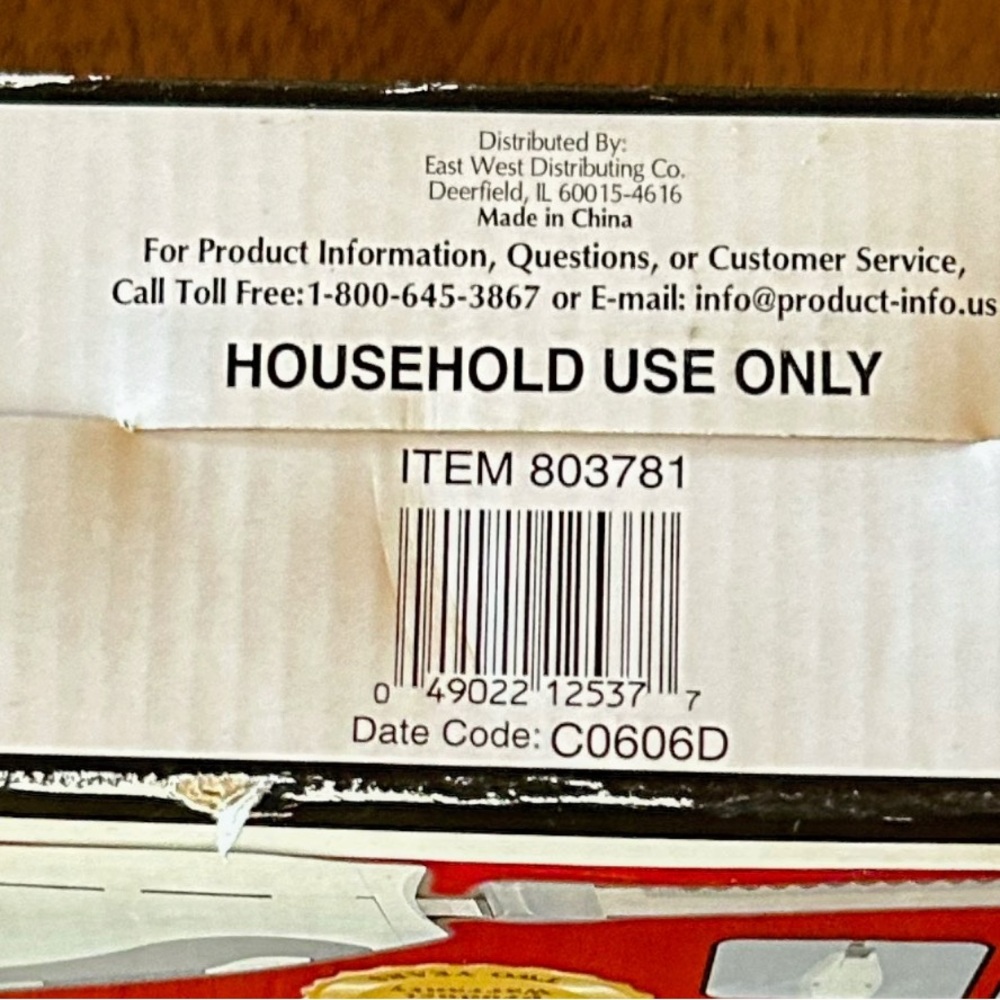 Distributed By:
East West Distributing Co.
Deerfield, IL 60015-4616
Made in China
For Product Information, Questions, or Customer Service,
Call Toll Free:1-800-645-3867 or E-mail: info@product-info.us
HOUSEHOLD USE ONLY
ITEM 803781
0 49022 12537 7
Date Code: C0606D